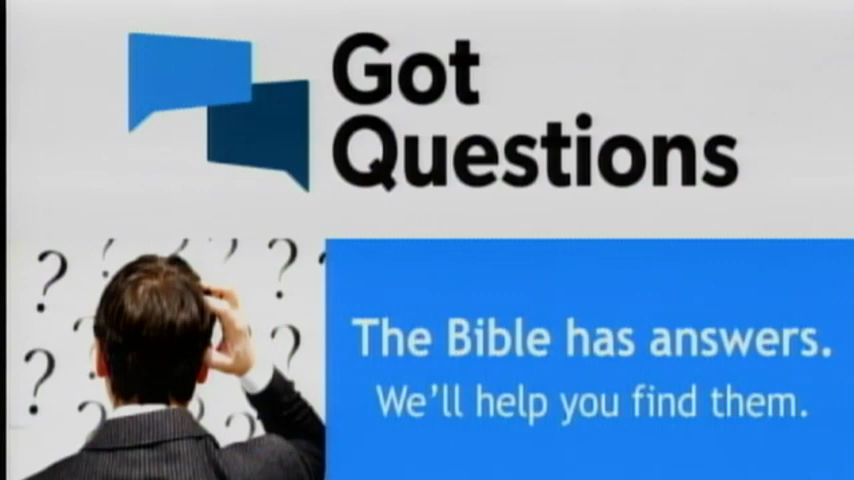 Got
Questions
The Bible has answers.
We'll help you find them.